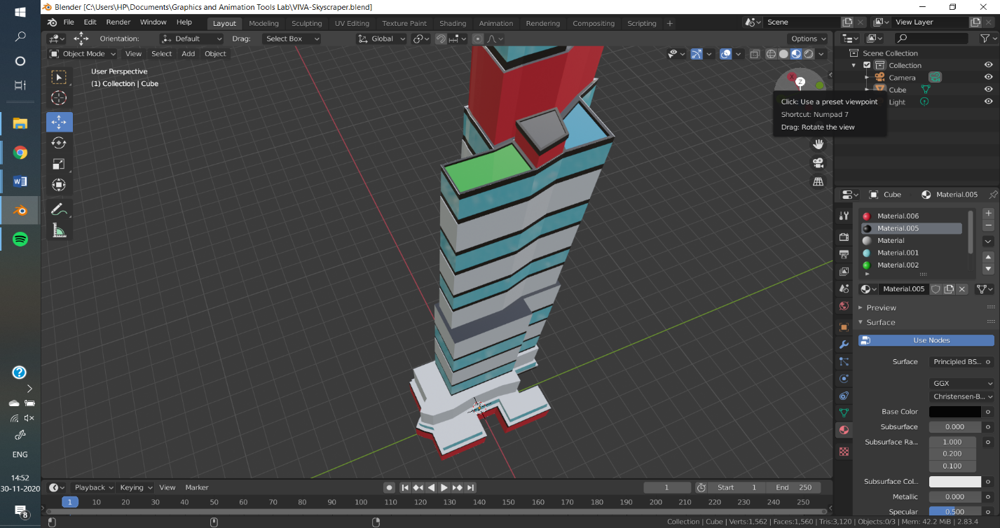 Blender [C:\Users\HP\Documents\Graphics and Animation Tools Lab\VIVA-Skyscraper.blend]
File Edit Render Window Help Layout Modeling Sculpting UV Editing Texture Paint Shading Animation Rendering Compositing Scripting + Scene View Layer
Orientation: Default Drag: Select Box Global Options
Object Mode View Select Add Object
User Perspective
(1) Collection | Cube
Scene Collection
Collection
Camera
Cube
Light
X
Z
Click: Use a preset viewpoint
Shortcut: Numpad 7
Drag: Rotate the view
Cube Material.005
Material.006
Material.005
Material
Material.001
Material.002
Material.005
Preview
Surface
Use Nodes
Surface Principled BS...
GGX
Christensen-B...
Base Color
Subsurface 0.000
Subsurface Ra... 1.000
0.200
0.100
Subsurface Col...
Metallic 0.000
Specular 0.500
Playback Keying View Marker 1 Start 1 End 250
1 10 20 30 40 50 60 70 80 90 100 110 120 130 140 150 160 170 180 190 200 210 220 230 240 250
Collection | Cube | Verts:1,562 | Faces:1,560 | Tris:3,120 | Objects:0/3 | Mem: 42.2 MiB | 2.83.4
W
?
ENG
14:52
30-11-2020
8